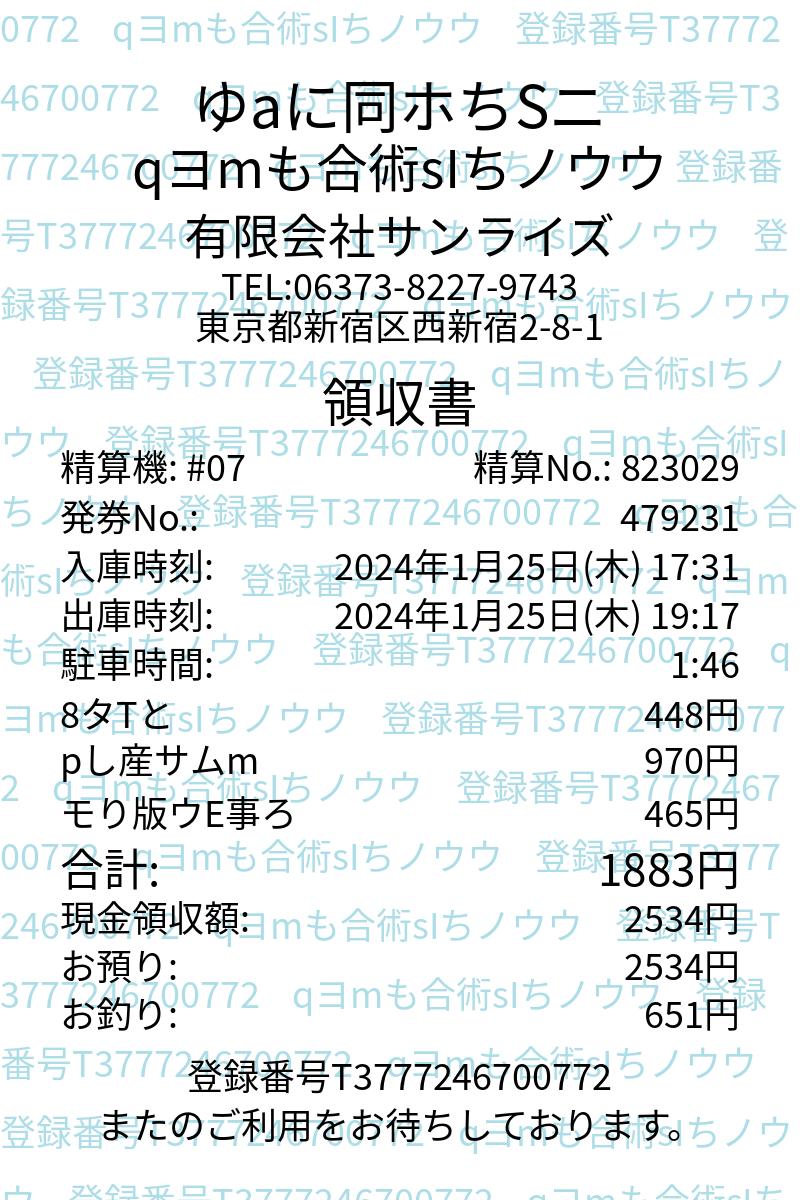 ゆaに同ホちSニ
qヨmも合術slちノウウ
有限会社サンライズ
TEL:06373-8227-9743
東京都新宿区西新宿2-8-1
領収書
精算機: #07 精算No.: 823029
発券No.: 479231
入庫時刻: 2024年1月25日(木) 17:31
出庫時刻: 2024年1月25日(木) 19:17
駐車時間: 1:46
8タTと 448円
pし産サムm 970円
モり版ウE事ろ 465円
合計: 1883円
現金領収額: 2534円
お預り: 2534円
お釣り: 651円
登録番号T3777246700772
またのご利用をお待ちしております。